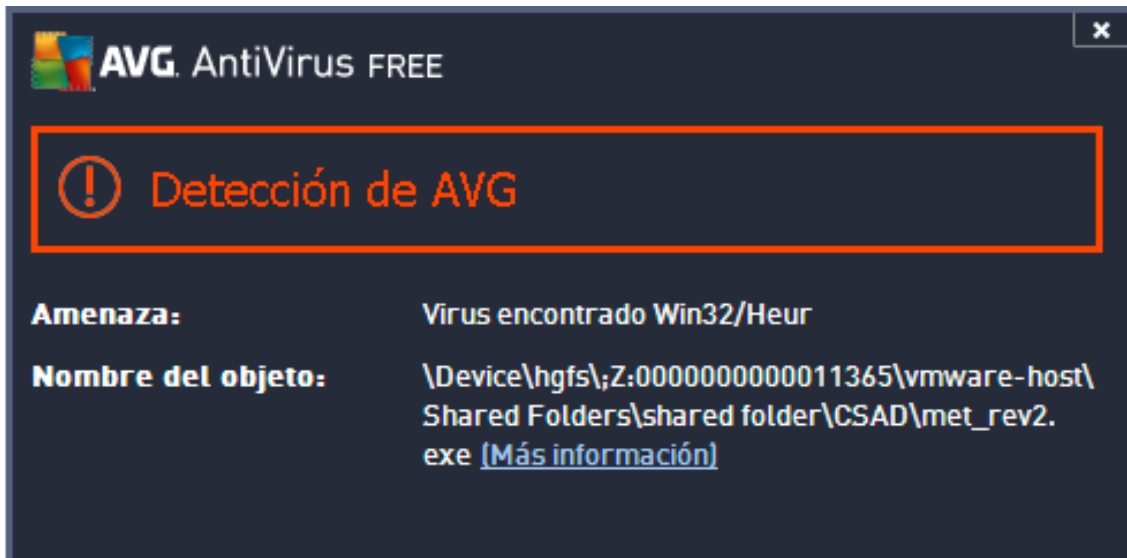 AVG. AntiVirus FREE
Detección de AVG
Amenaza: Virus encontrado Win32/Heur
Nombre del objeto: \Device\hgfs\;Z:0000000000011365\vmware-host\
Shared Folders\shared folder\CSAD\met_rev2.
exe (Más información)